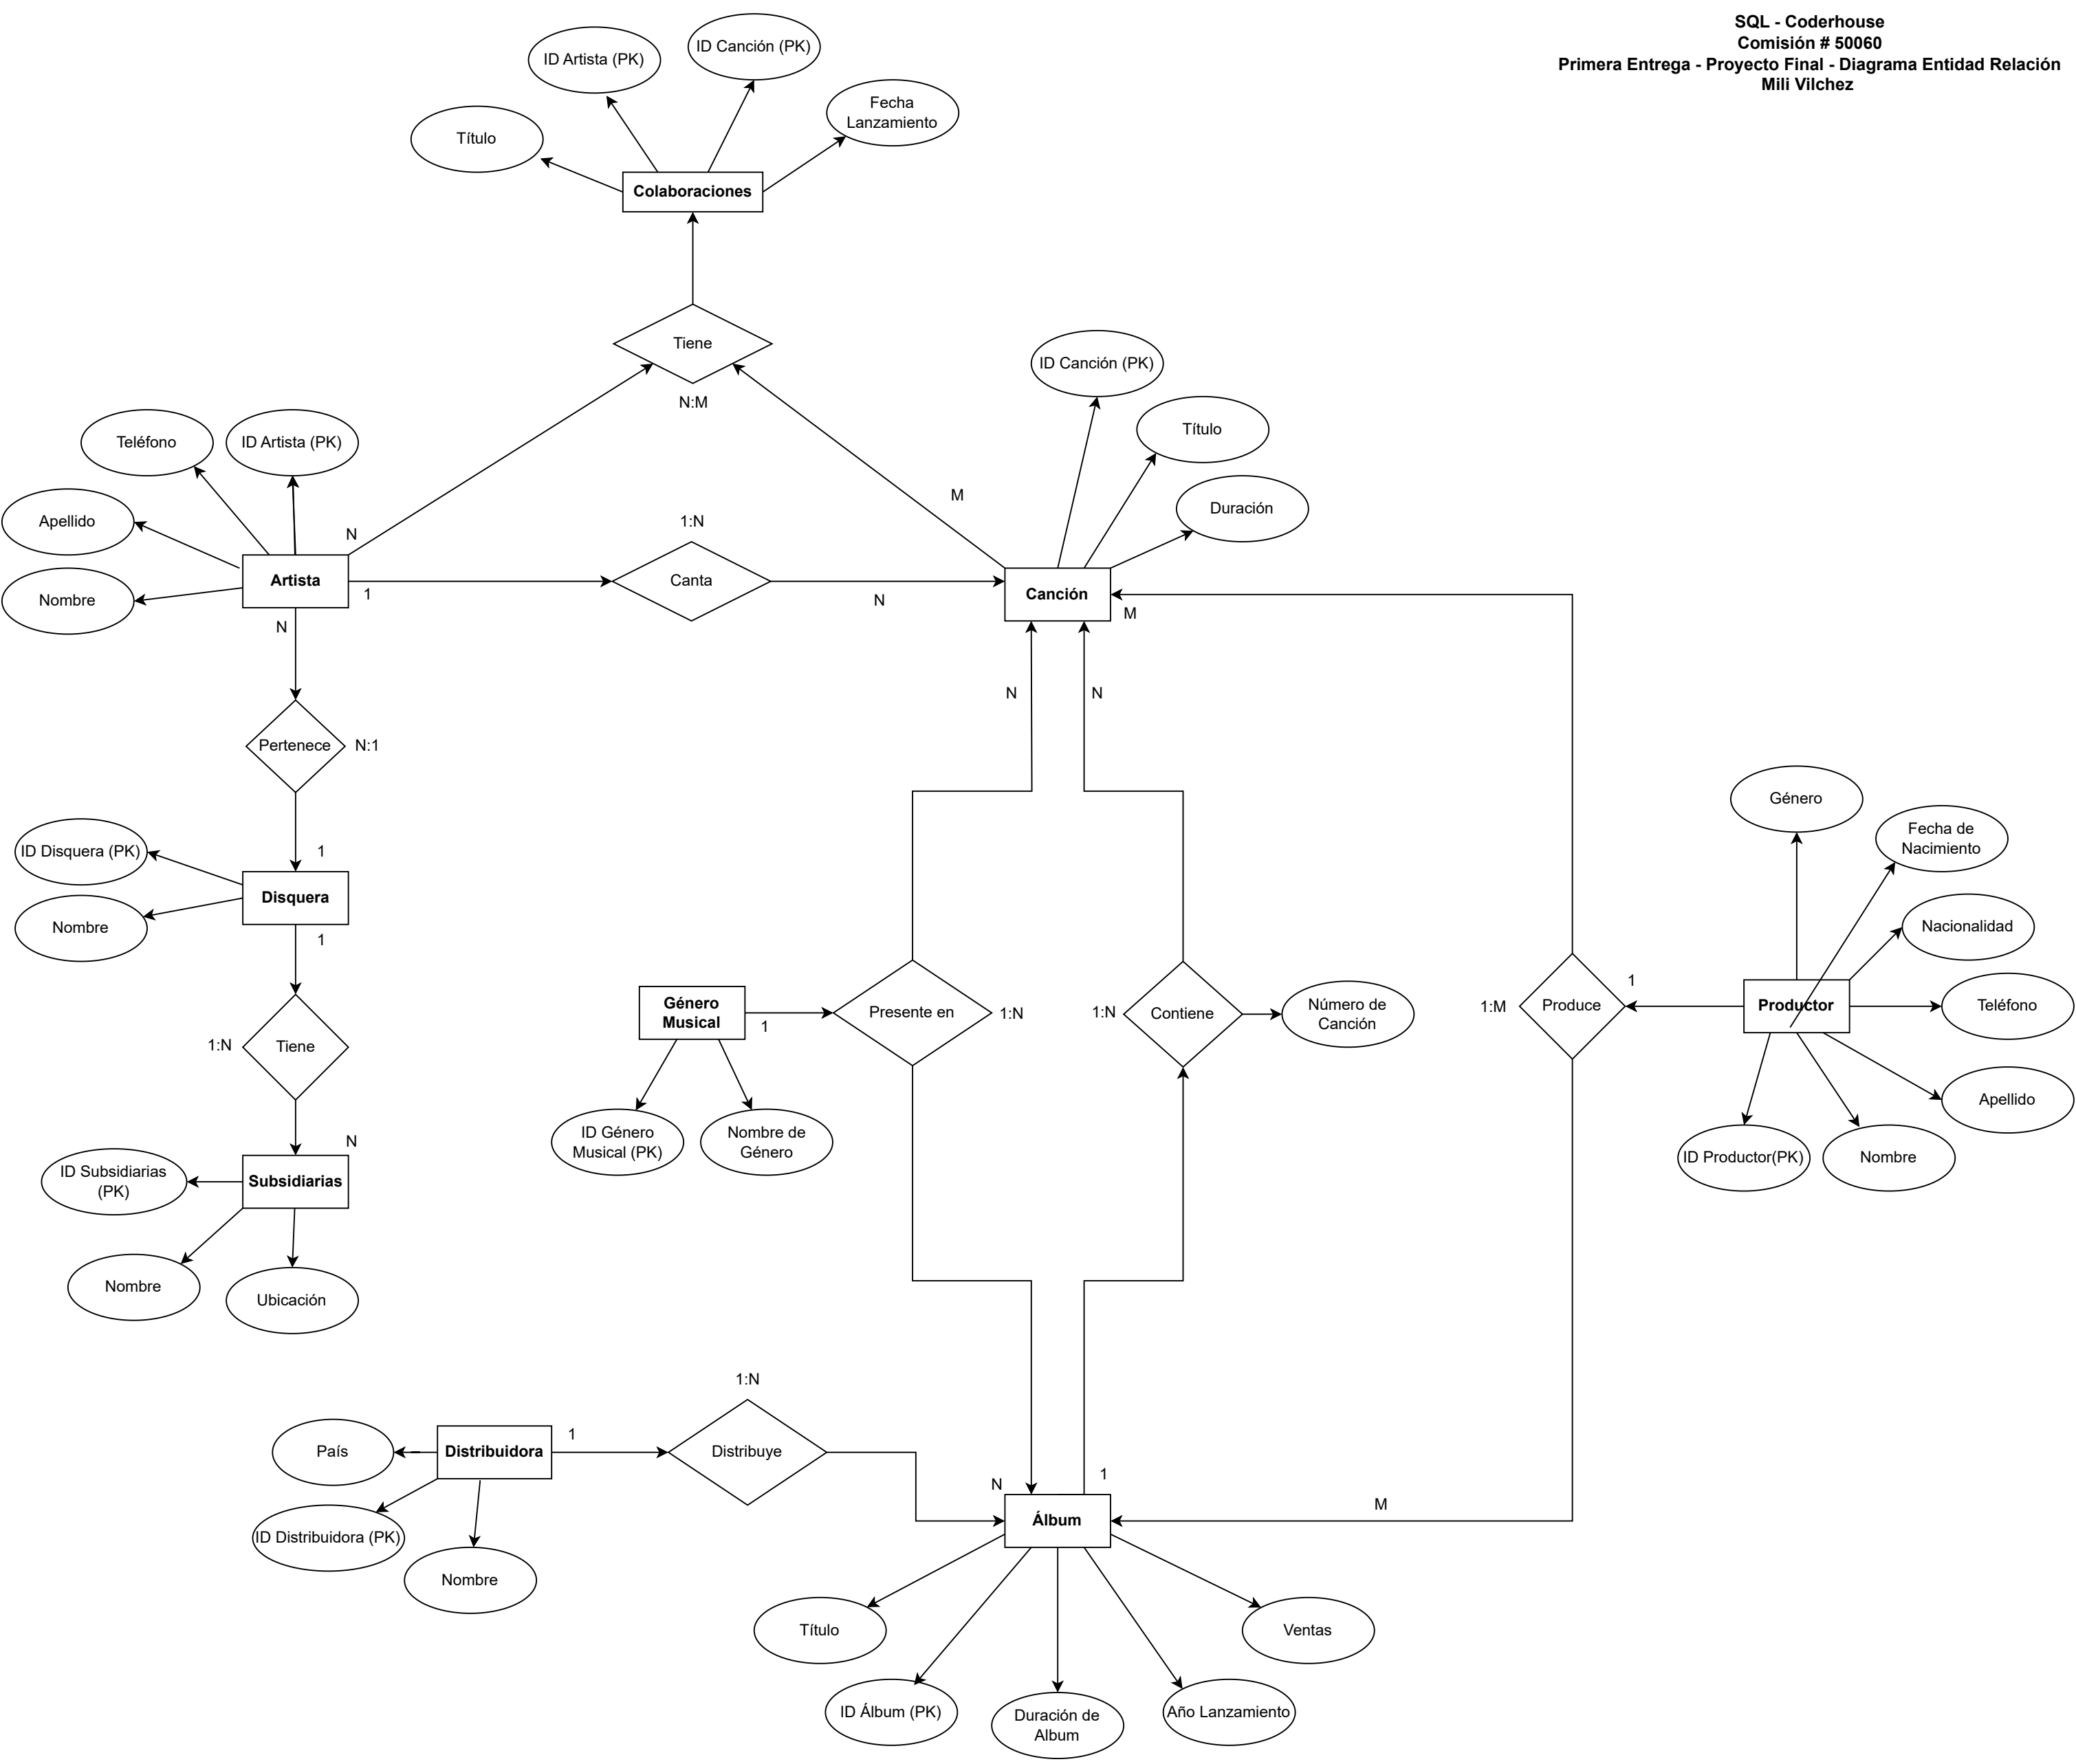 SQL - Coderhouse
Comisión # 50060
Primera Entrega - Proyecto Final - Diagrama Entidad Relación
Mili Vilchez
ID Canción (PK)
ID Artista (PK)
Fecha
Lanzamiento
Título
Colaboraciones
Tiene
N:M
ID Canción (PK)
Título
Duración
Teléfono
ID Artista (PK)
Apellido
Nombre
N
Artista
1
1:N
Canta
N
M
Canción
M
N
Pertenece
N:1
N
N
1
ID Disquera (PK)
Disquera
Nombre
1
Género
Fecha de
Nacimiento
Nacionalidad
1
Productor
Teléfono
Produce
1:M
Apellido
ID Productor(PK)
Nombre
Género
Musical
1
Presente en
1:N
1:N
Contiene
Número de
Canción
ID Género
Musical (PK)
Nombre de
Género
1:N
Tiene
N
ID Subsidiarias
(PK)
Subsidiarias
Nombre
Ubicación
1:N
País
Distribuidora
1
Distribuye
ID Distribuidora (PK)
Nombre
N
1
Álbum
M
Título
Ventas
ID Álbum (PK)
Duración de
Album
Año Lanzamiento